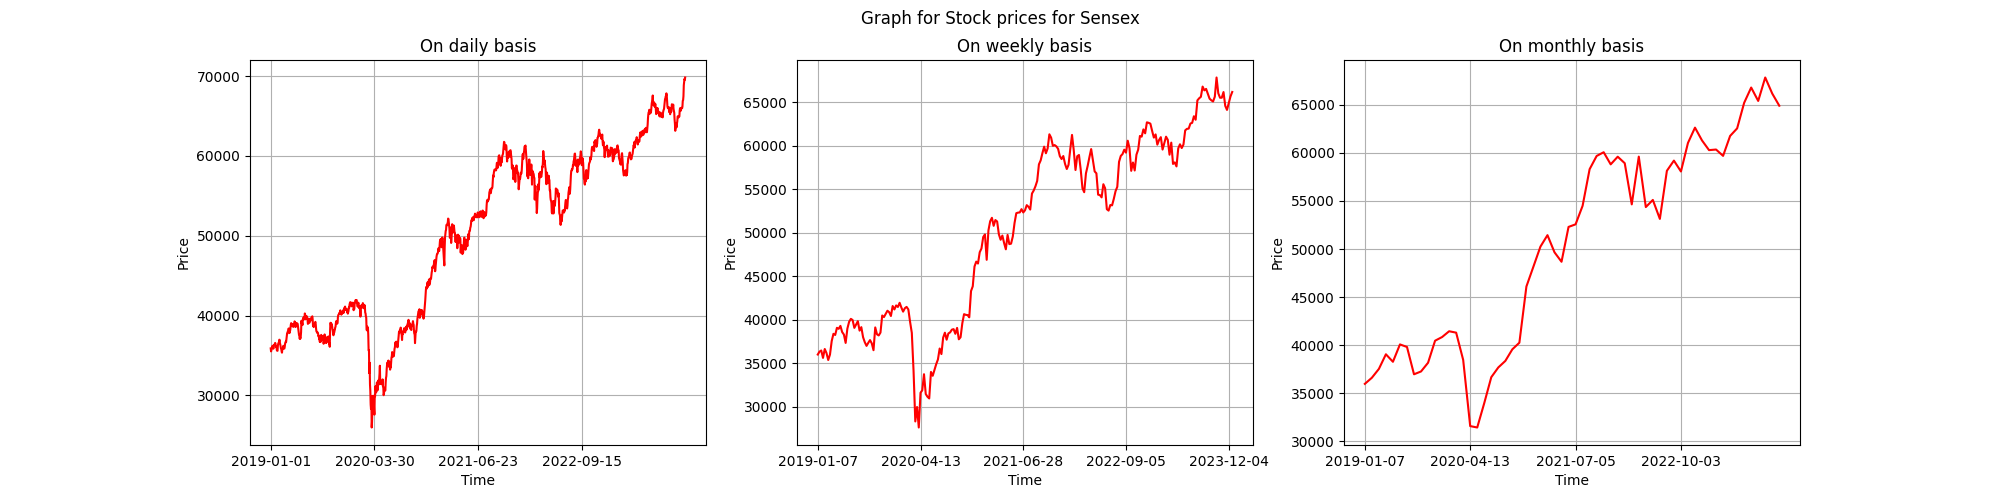 Graph for Stock prices for Sensex
On daily basis
70000
60000
50000
40000
30000
Price
2019-01-01 2020-03-30 2021-06-23 2022-09-15
Time
On weekly basis
65000
60000
55000
50000
45000
40000
35000
30000
Price
2019-01-07 2020-04-13 2021-06-28 2022-09-05 2023-12-04
Time
On monthly basis
65000
60000
55000
50000
45000
40000
35000
30000
Price
2019-01-07 2020-04-13 2021-07-05 2022-10-03
Time